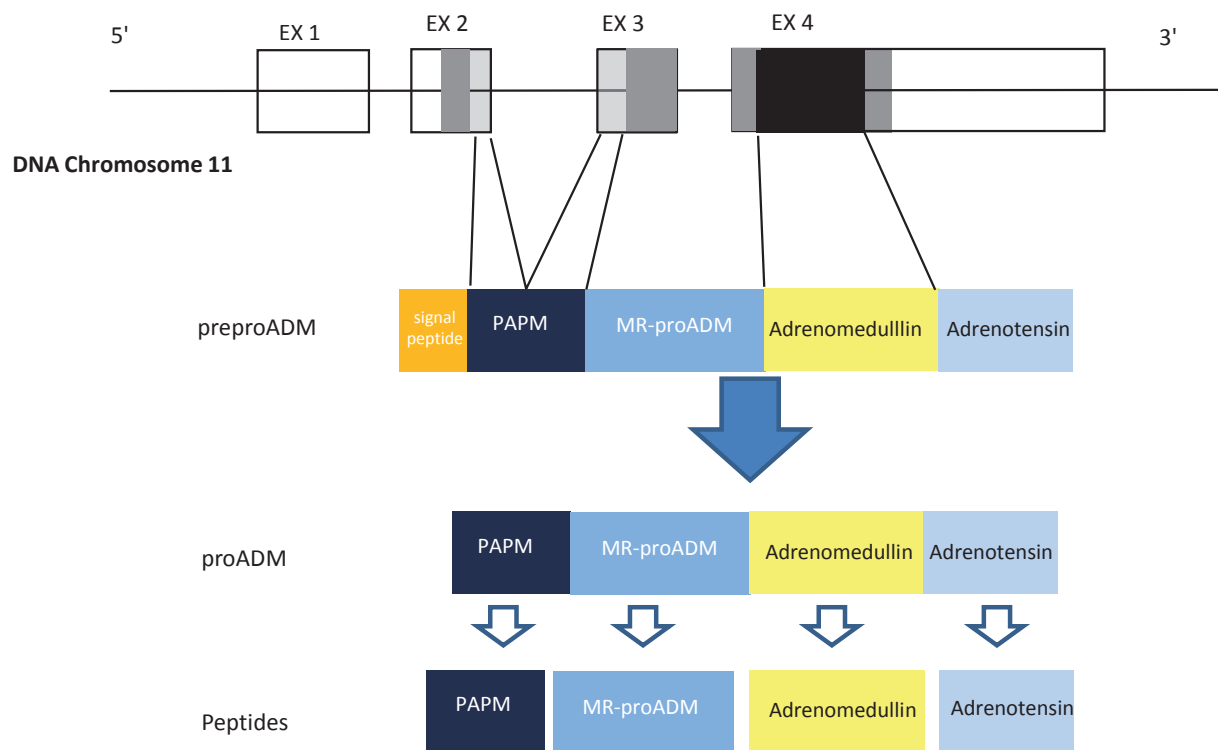 5'
EX 1
EX 2
EX 3
EX 4
3'
DNA Chromosome 11
preproADM
signal
peptide
PAPM
MR-proADM
Adrenomedulllin
Adrenotensin
proADM
PAPM
MR-proADM
Adrenomedullin
Adrenotensin
Peptides
PAPM
MR-proADM
Adrenomedullin
Adrenotensin